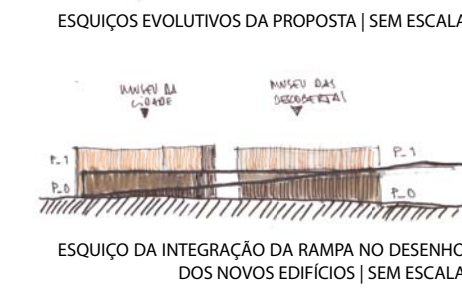 ESQUIÇOS EVOLUTIVOS DA PROPOSTA | SEM ESCALA
MUSEU DA
CIDADE
MUSEU DAS
DESCOBERTAS
P_1
P_1
P_0
P_0
ESQUIÇO DA INTEGRAÇÃO DA RAMPA NO DESENHO
DOS NOVOS EDIFÍCIOS | SEM ESCALA